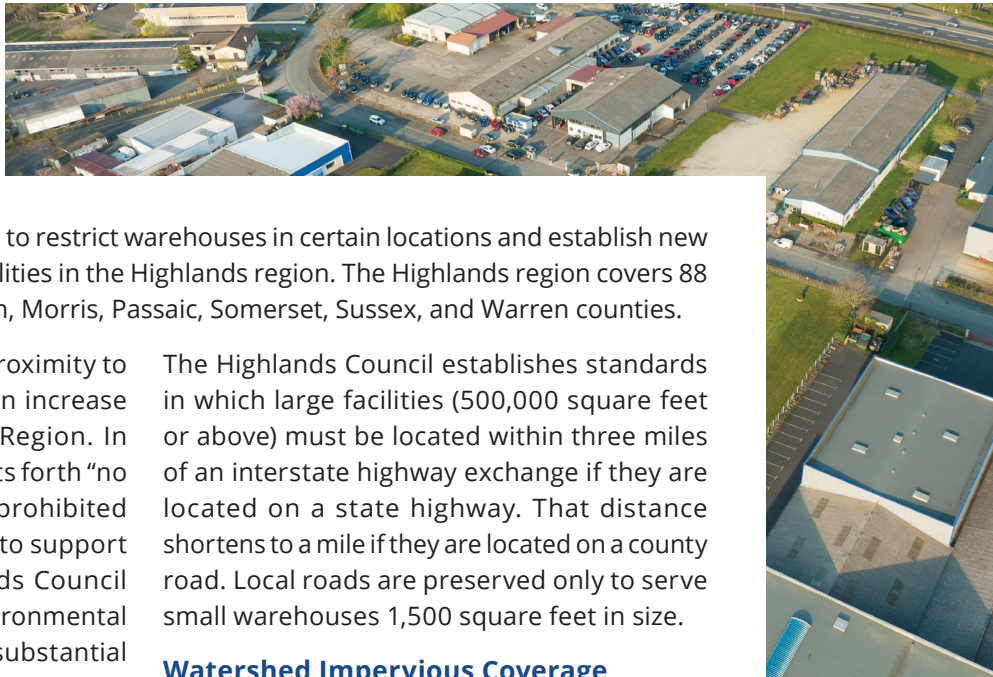 to restrict warehouses in certain locations and establish new
lities in the Highlands region. The Highlands region covers 88
n, Morris, Passaic, Somerset, Sussex, and Warren counties.
roximity to
n increase
Region. In
ts forth “no
prohibited
to support
ds Council
ronmental
substantial
The Highlands Council establishes standards
in which large facilities (500,000 square feet
or above) must be located within three miles
of an interstate highway exchange if they are
located on a state highway. That distance
shortens to a mile if they are located on a county
road. Local roads are preserved only to serve
small warehouses 1,500 square feet in size.
Watershed Impervious Coverage